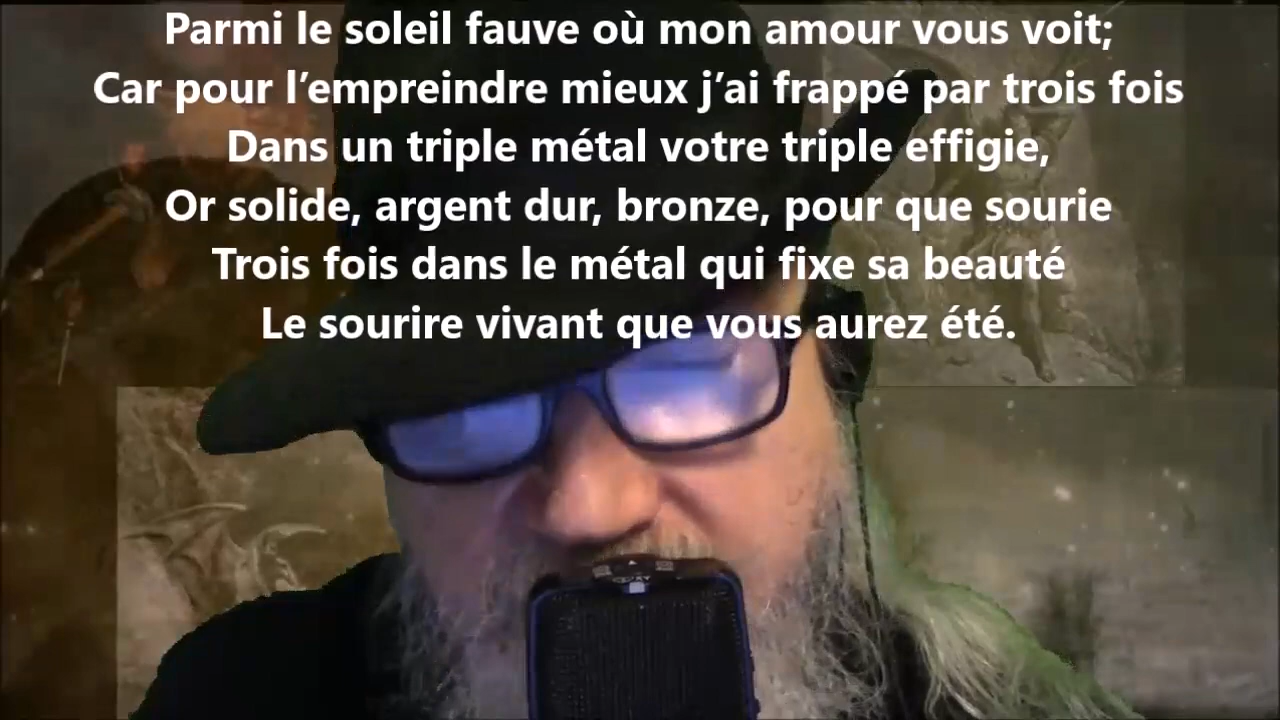 Parmi le soleil fauve où mon amour vous voit;
Car pour l’empreindre mieux j’ai frappé par trois fois
Dans un triple métal votre triple effigie,
Or solide, argent dur, bronze, pour que sourie
Trois fois dans le métal qui fixe sa beauté
Le sourire vivant que vous aurez été.